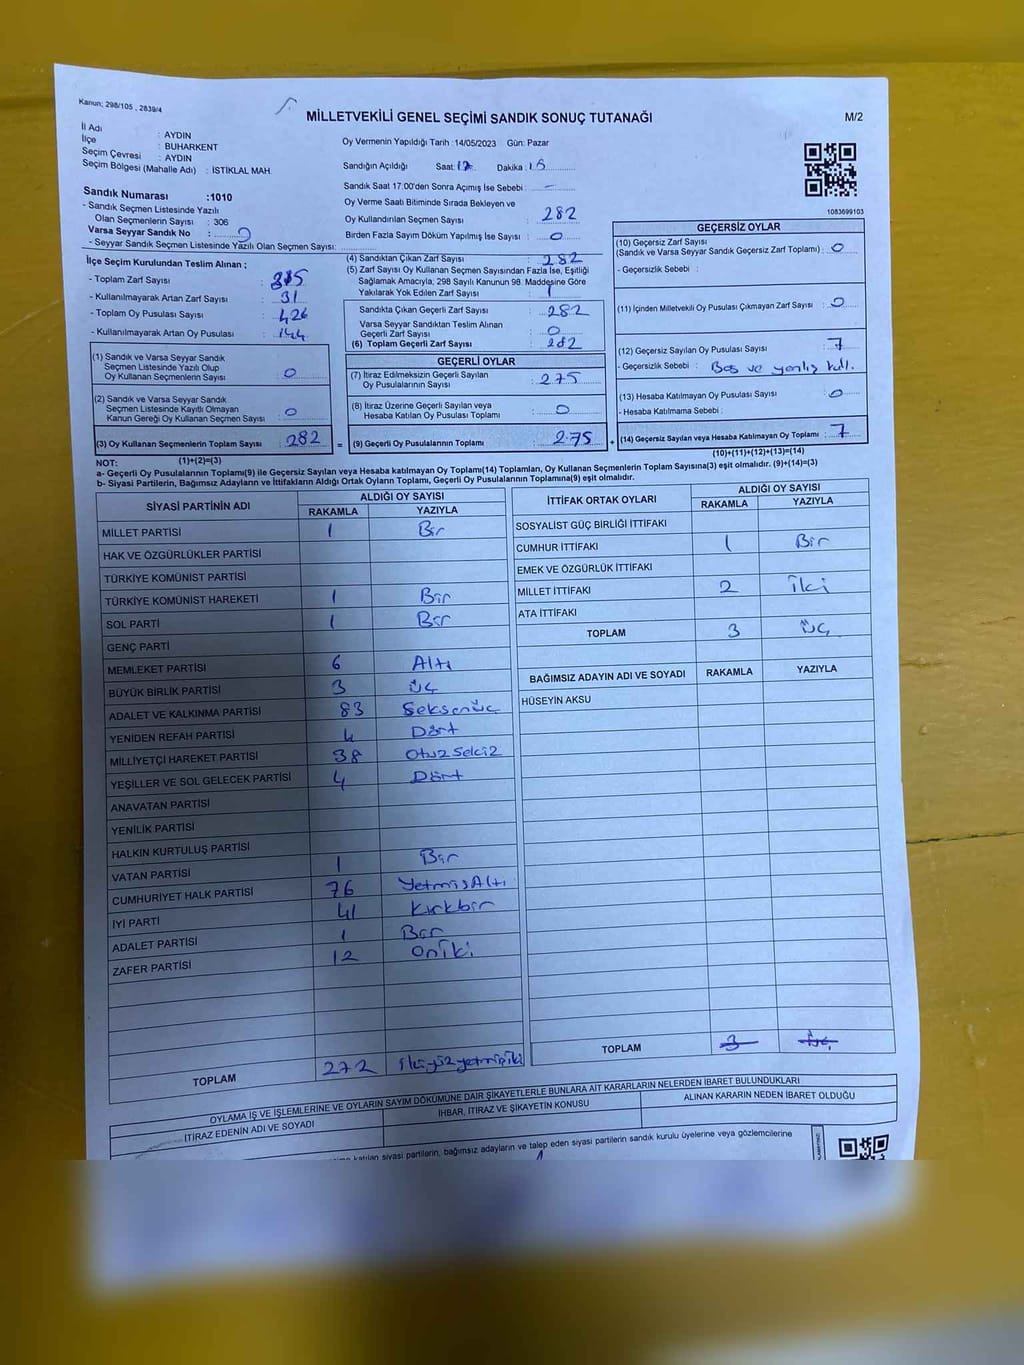 Kanun; 298/105 , 2839/4
MİLLETVEKİLİ GENEL SEÇİMİ SANDIK SONUÇ TUTANAĞI
M/2
İl Adı : AYDIN
İlçe : BUHARKENT
Seçim Çevresi : AYDIN
Seçim Bölgesi (Mahalle Adı) : İSTİKLAL MAH.
Sandık Numarası :1010
- Sandık Seçmen Listesinde Yazılı
Olan Seçmenlerin Sayısı : 306
Varsa Seyyar Sandık No :
- Seyyar Sandık Seçmen Listesinde Yazılı Olan Seçmen Sayısı:
Oy Vermenin Yapıldığı Tarih :14/05/2023 Gün: Pazar
Sandığın Açıldığı Saat: 17 Dakika : 15
Sandık Saat 17:00'den Sonra Açımış İse Sebebi : -
Oy Verme Saati Bitiminde Sırada Bekleyen ve
Oy Kullandırılan Seçmen Sayısı : 282
Birden Fazla Sayım Döküm Yapılmış İse Sayısı : 0
1083699103
İlçe Seçim Kurulundan Teslim Alınan ;
- Toplam Zarf Sayısı :
- Kullanılmayarak Artan Zarf Sayısı : 31
- Toplam Oy Pusulası Sayısı : 426
- Kullanılmayarak Artan Oy Pusulası : 144
(1) Sandık ve Varsa Seyyar Sandık
Seçmen Listesinde Yazılı Olup
Oy Kullanan Seçmenlerin Sayısı : 0
(2) Sandık ve Varsa Seyyar Sandık
Seçmen Listesinde Kayıtlı Olmayan
Kanun Gereği Oy Kullanan Seçmen Sayısı : 0
(3) Oy Kullanan Seçmenlerin Toplam Sayısı : 282
(4) Sandıktan Çıkan Zarf Sayısı : 282
(5) Zarf Sayısı Oy Kullanan Seçmen Sayısından Fazla İse, Eşitliği
Sağlamak Amacıyla; 298 Sayılı Kanunun 98. Maddesine Göre
Yakılarak Yok Edilen Zarf Sayısı : 1
Sandıkta Çıkan Geçerli Zarf Sayısı : 282
Varsa Seyyar Sandıktan Teslim Alınan
Geçerli Zarf Sayısı : 0
(6) Toplam Geçerli Zarf Sayısı : 282
GEÇERLİ OYLAR
(7) İtiraz Edilmeksizin Geçerli Sayılan
Oy Pusulalarının Sayısı : 275
(8) İtiraz Üzerine Geçerli Sayılan veya
Hesaba Katılan Oy Pusulası Toplamı : 0
= (9) Geçerli Oy Pusulalarının Toplamı : 275
GEÇERSİZ OYLAR
(10) Geçersiz Zarf Sayısı
(Sandık ve Varsa Sandık Geçersiz Zarf Toplamı) : 0
- Geçersizlik Sebebi :
(11) İçinden Milletvekili Oy Pusulası Çıkmayan Zarf Sayısı : 0
(12) Geçersiz Sayılan Oy Pusulası Sayısı : 7
- Geçersizlik Sebebi : Boş ve yanlış kull.
(13) Hesaba Katılmayan Oy Pusulası Sayısı : 0
- Hesaba Katılmama Sebebi :
+ (14) Geçersiz Sayılan veya Hesaba Katılmayan Oy Toplamı : 7
NOT: (1)+(2)=(3)
(10)+(11)+(12)+(13)=(14)
a- Geçerli Oy Pusulalarının Toplamı(9) ile Geçersiz Sayılan veya Hesaba katılmayan Oy Toplamı(14) Toplamları, Oy Kullanan Seçmenlerin Toplam Sayısına(3) eşit olmalıdır. (9)+(14)=(3)
b- Siyasi Partilerin, Bağımsız Adayların ve İttifakların Aldığı Ortak Oyların Toplamı, Geçerli Oy Pusulalarının Toplamına(9) eşit olmalıdır.
SİYASİ PARTİNİN ADI ALDIĞI OY SAYISI
RAKAMLA YAZIYLA
MİLLET PARTİSİ 1 Bir
HAK VE ÖZGÜRLÜKLER PARTİSİ
TÜRKİYE KOMÜNİST PARTİSİ
TÜRKİYE KOMÜNİST HAREKETİ 1 Bir
SOL PARTİ 1 Bir
GENÇ PARTİ
MEMLEKET PARTİSİ 6 Altı
BÜYÜK BİRLİK PARTİSİ 3 Üç
ADALET VE KALKINMA PARTİSİ 83 Seksenüç
YENİDEN REFAH PARTİSİ 4 Dört
MİLLİYETÇİ HAREKET PARTİSİ 38 Otuzsekiz
YEŞİLLER VE SOL GELECEK PARTİSİ 4 Dört
ANAVATAN PARTİSİ
YENİLİK PARTİSİ
HALKIN KURTULUŞ PARTİSİ
VATAN PARTİSİ 1 Bir
CUMHURİYET HALK PARTİSİ 76 YetmişAltı
İYİ PARTİ 41 Kırkbir
ADALET PARTİSİ 1 Bir
ZAFER PARTİSİ 12 Oniki
TOPLAM 272 ikiyüzyetmişiki
İTTİFAK ORTAK OYLARI ALDIĞI OY SAYISI
RAKAMLA YAZIYLA
SOSYALİST GÜÇ BİRLİĞİ İTTİFAKI
CUMHUR İTTİFAKI 1 Bir
EMEK VE ÖZGÜRLÜK İTTİFAKI
MİLLET İTTİFAKI 2 İki
ATA İTTİFAKI
TOPLAM 3 Üç
BAĞIMSIZ ADAYIN ADI VE SOYADI RAKAMLA YAZIYLA
HÜSEYİN AKSU
TOPLAM 3 Üç
OYLAMA İŞ VE İŞLEMLERİNE VE OYLARIN SAYIM DÖKÜMÜNE DAİR ŞİKAYETLERLE BUNLARA AİT KARARLARIN NELERDEN İBARET BULUNDUKLARI
İTİRAZ EDENİN ADI VE SOYADI İHBAR, İTİRAZ VE ŞİKAYETİN KONUSU ALINAN KARARIN NEDEN İBARET OLDUĞU
katılan siyasi partilerin, bağımsız adayların ve talep eden siyasi partilerin sandık kurulu üyelerine veya gözlemcilerine